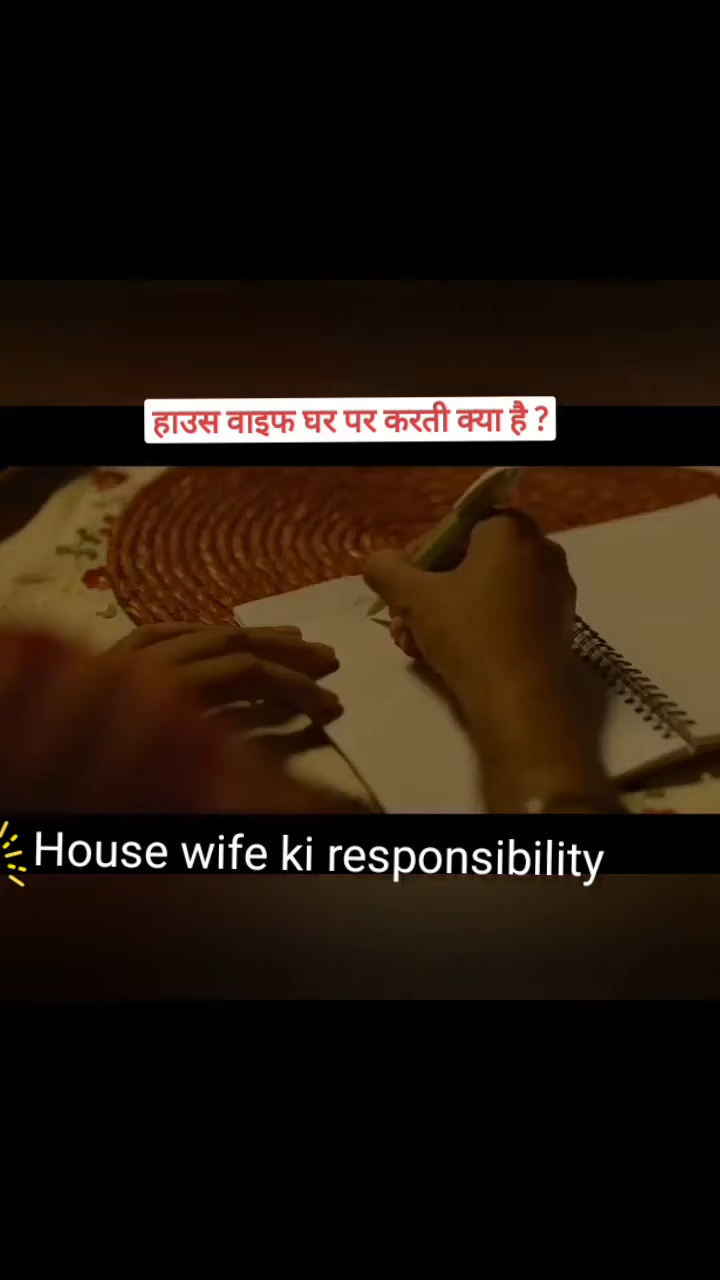 हाउस वाइफ घर पर करती क्या है ?
House wife ki responsibility